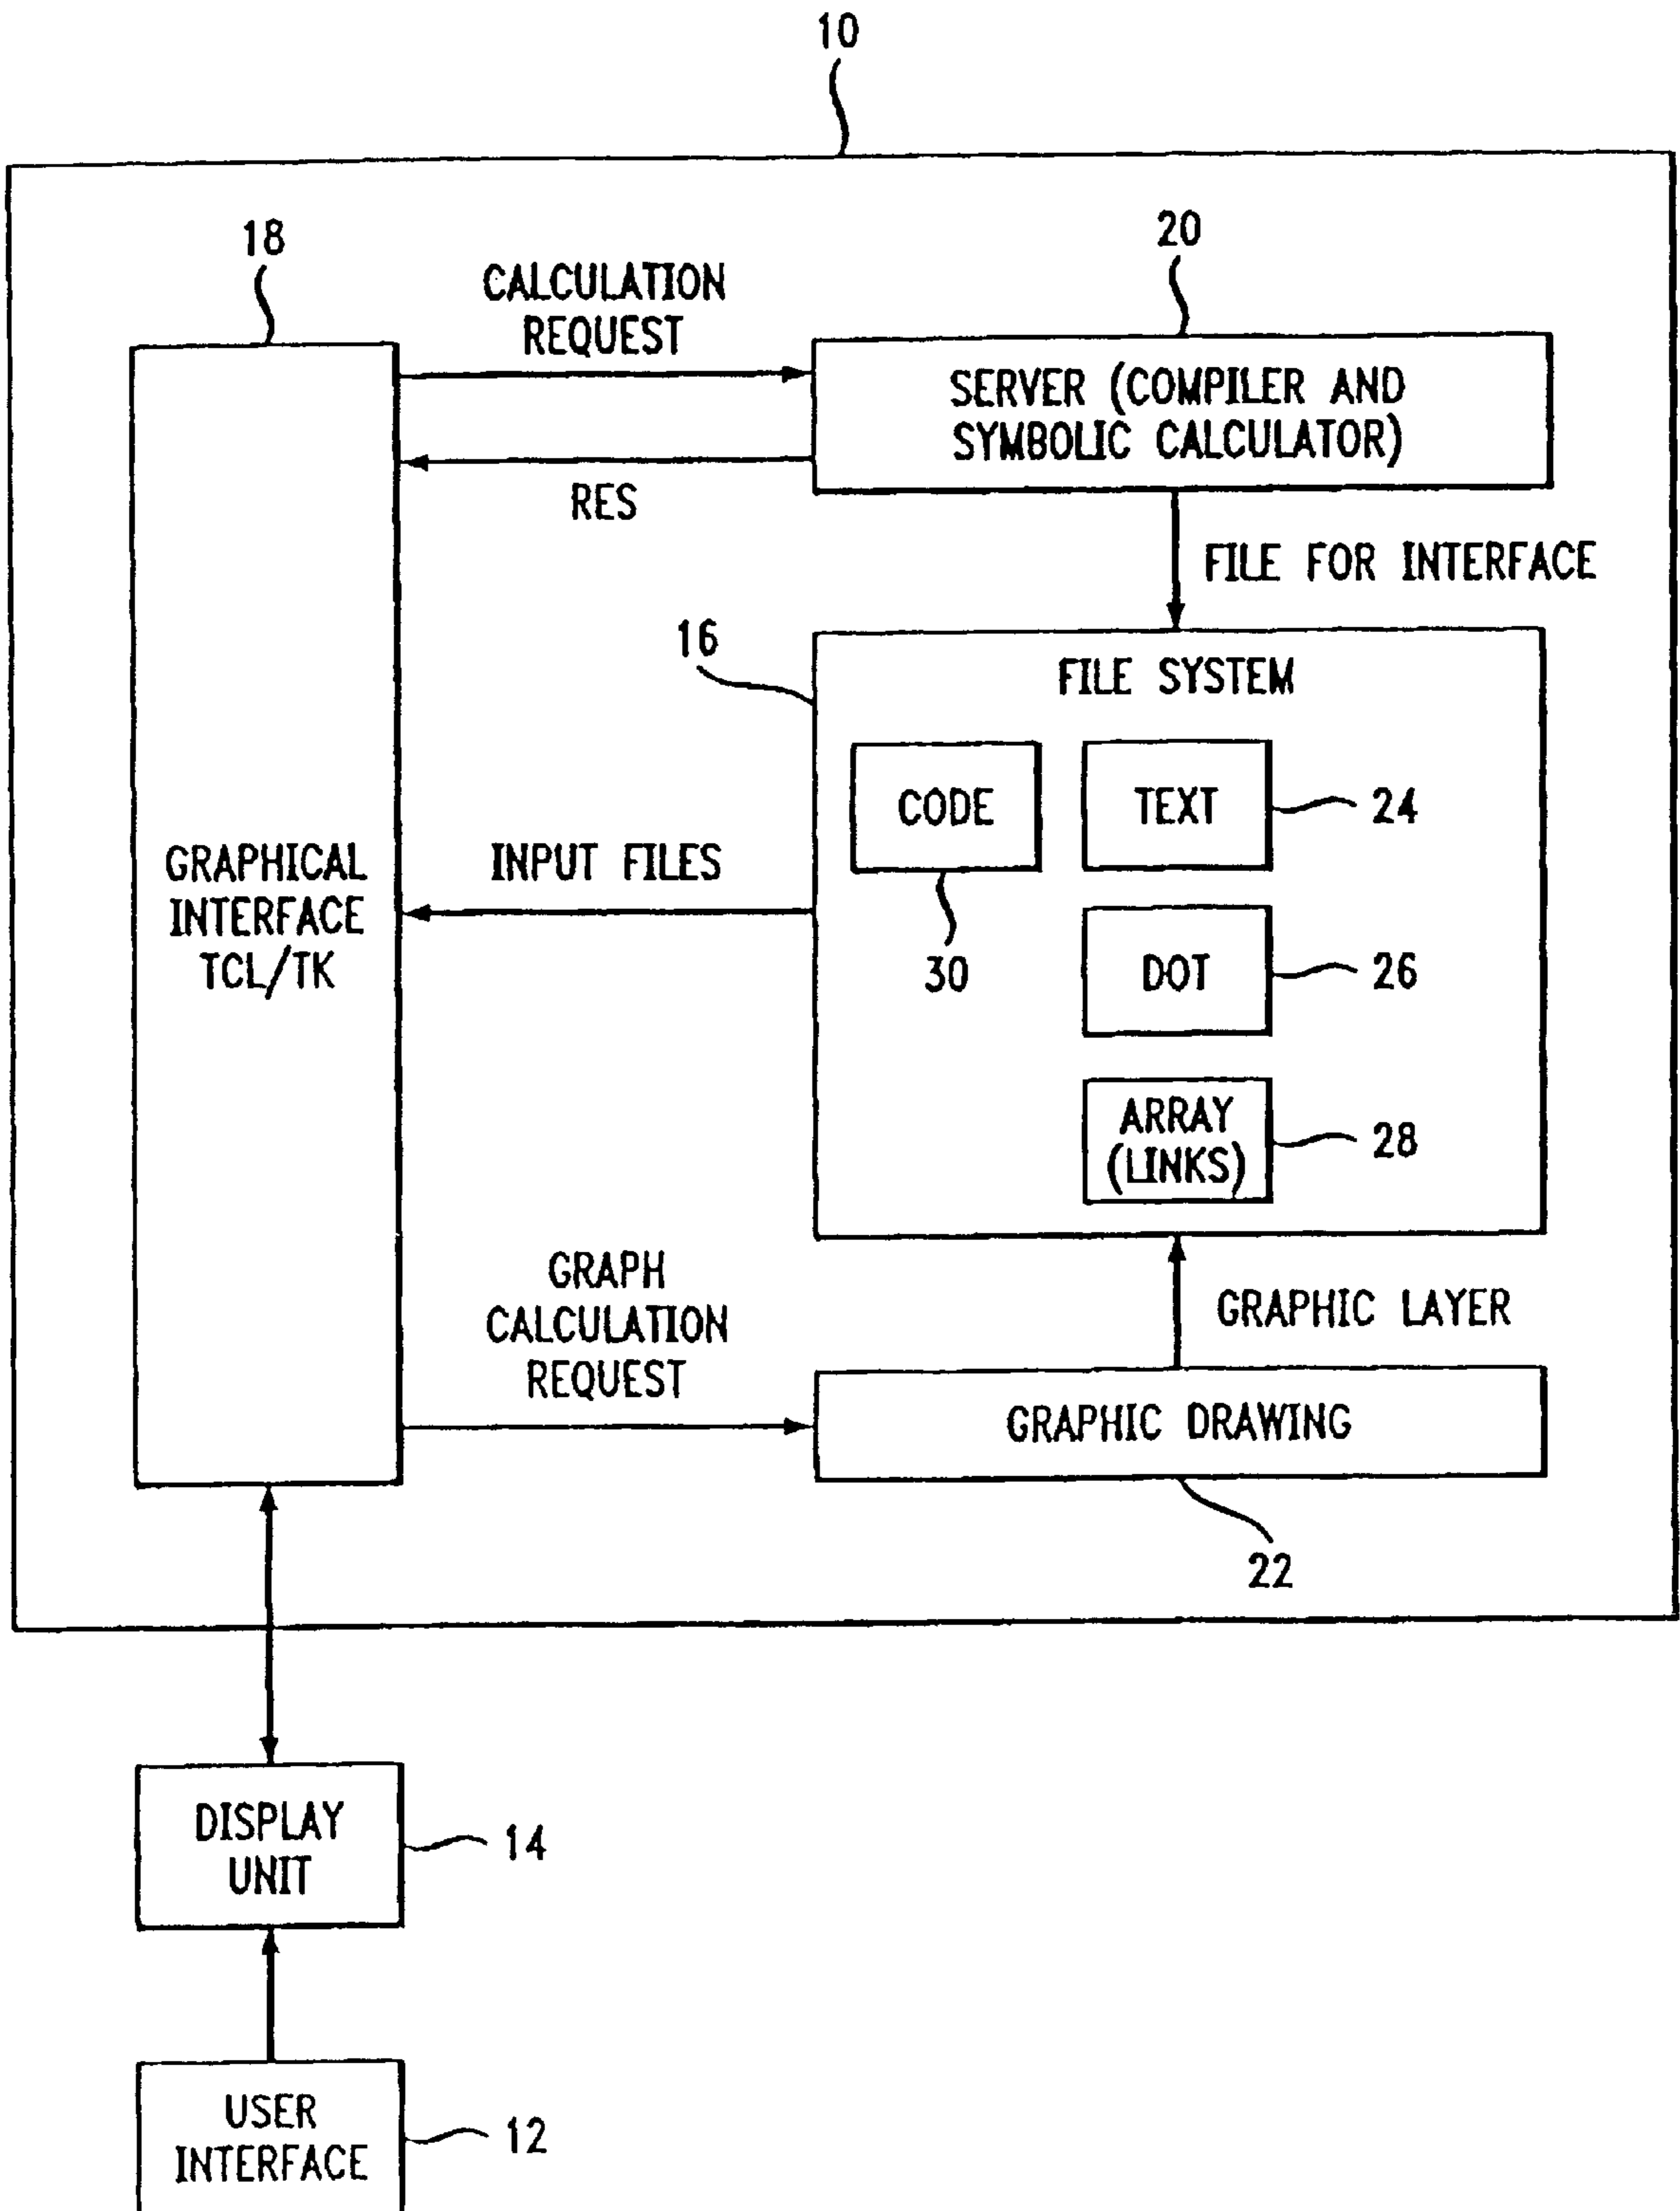 10
18
CALCULATION
REQUEST
20
SERVER (COMPILER AND
SYMBOLIC CALCULATOR)
RES
FILE FOR INTERFACE
16
FILE SYSTEM
CODE
TEXT
24
GRAPHICAL
INTERFACE
TCL/TK
INPUT FILES
30
DOT
26
ARRAY
(LINKS)
28
GRAPH
CALCULATION
REQUEST
GRAPHIC LAYER
GRAPHIC DRAWING
22
DISPLAY
UNIT
14
USER
INTERFACE
12